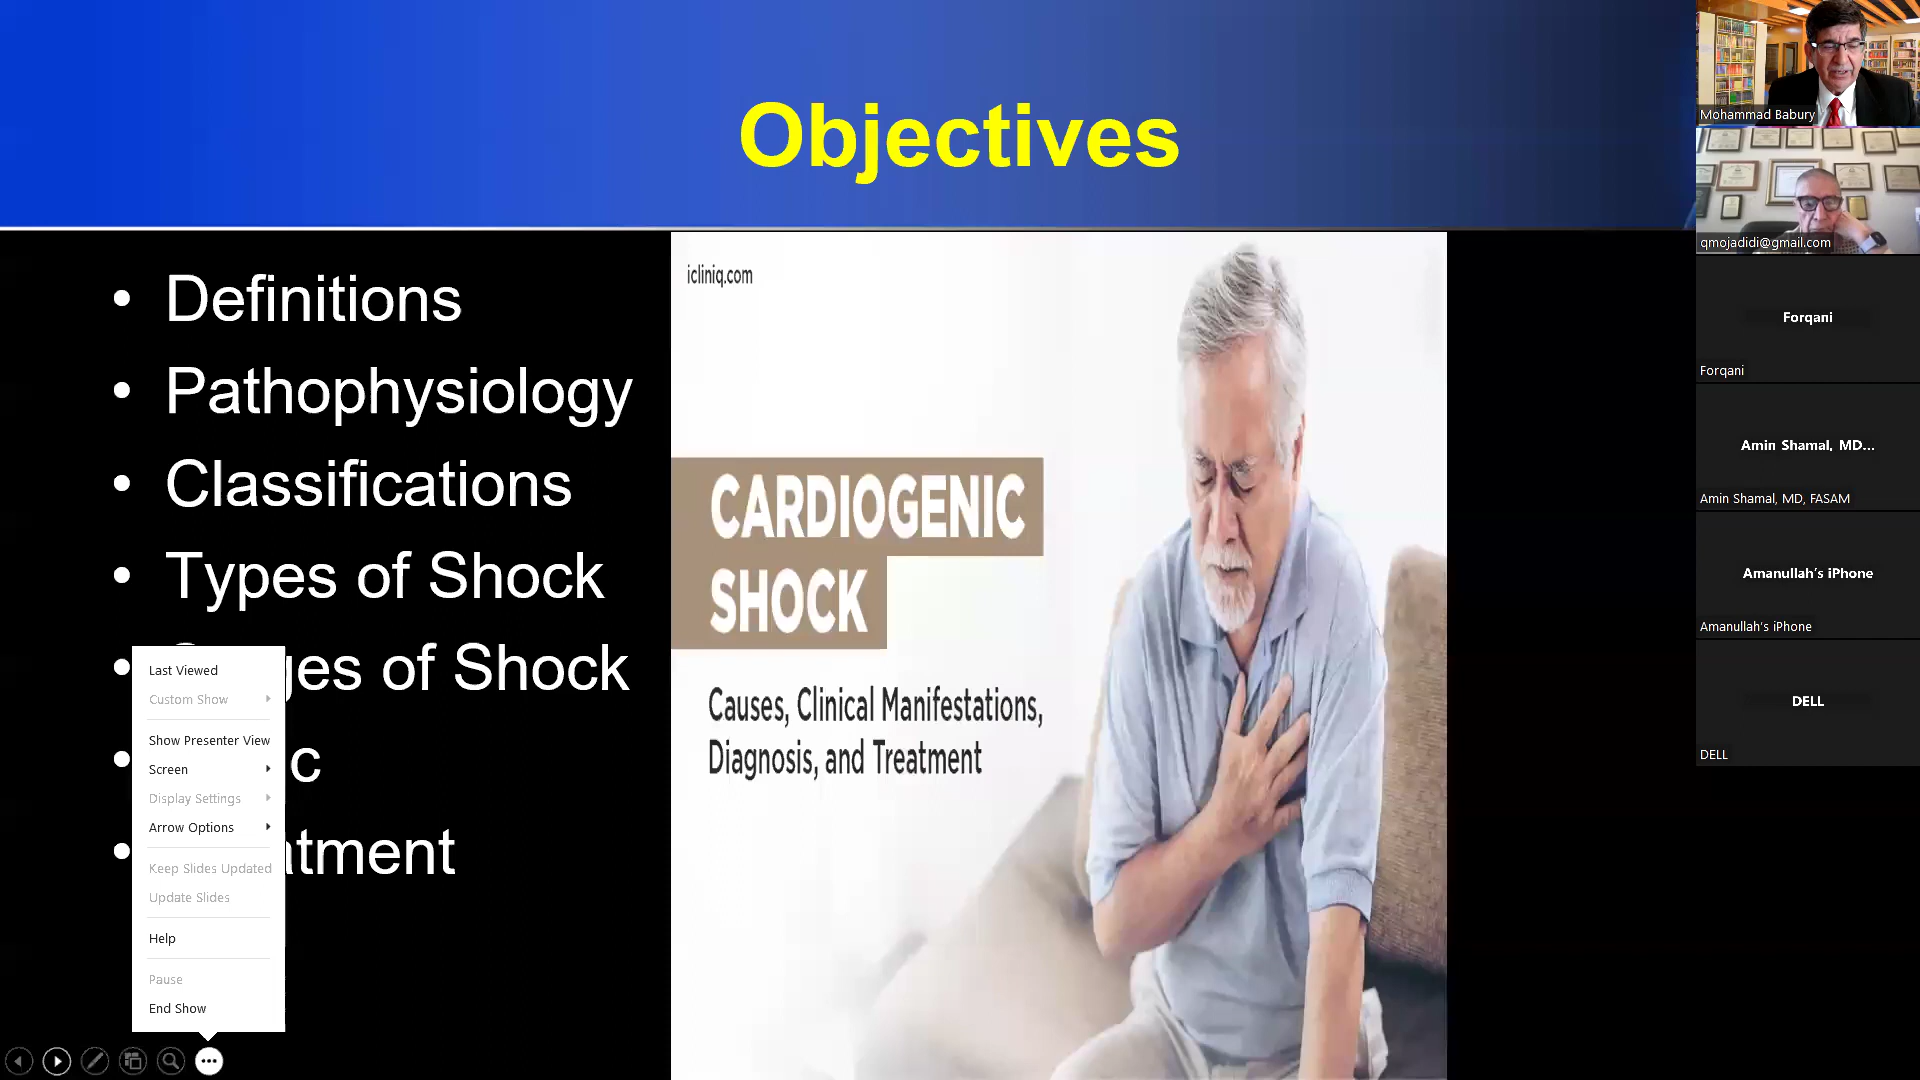 Objectives
• Definitions
• Pathophysiology
• Classifications
• Types of Shock
• ges of Shock
• c
• atment
icliniq.com
CARDIOGENIC
SHOCK
Causes, Clinical Manifestations,
Diagnosis, and Treatment
Last Viewed
Custom Show
Show Presenter View
Screen
Display Settings
Arrow Options
Keep Slides Updated
Update Slides
Help
Pause
End Show
Mohammad Babury
qmojadidi@gmail.com
Forqani
Forqani
Amin Shamal, MD...
Amin Shamal, MD, FASAM
Amanullah's iPhone
Amanullah's iPhone
DELL
DELL